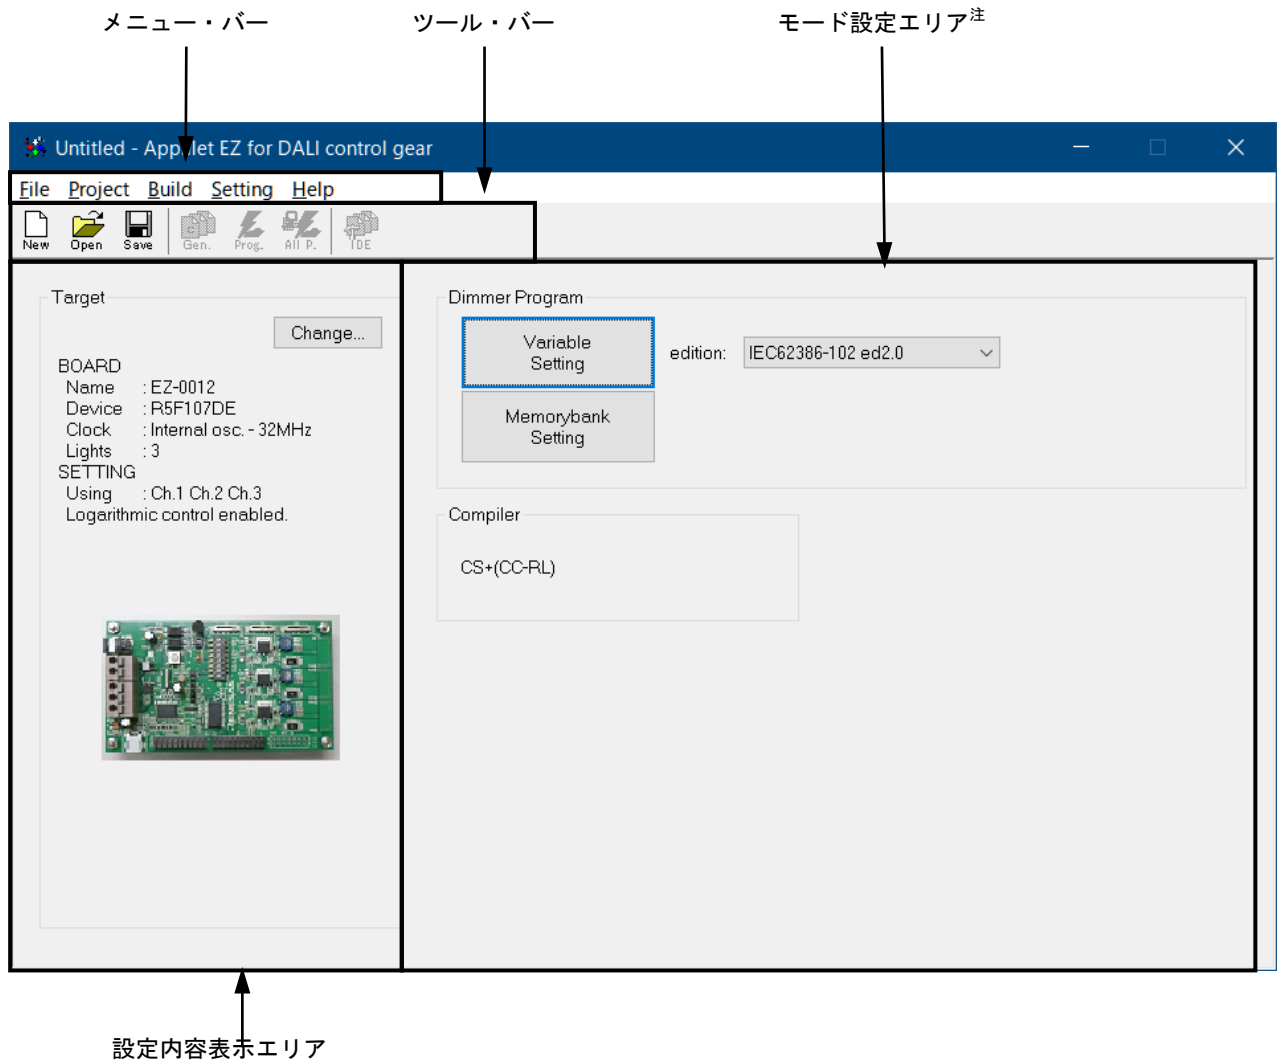 メニュー・バー
ツール・バー
モード設定エリア注
Untitled - Applilet EZ for DALI control gear
File Project Build Setting Help
New Open Save Gen. Prog. All P. IDE
Target
Change...
BOARD
Name : EZ-0012
Device : R5F107DE
Clock : Internal osc. - 32MHz
Lights : 3
SETTING
Using : Ch.1 Ch.2 Ch.3
Logarithmic control enabled.
Dimmer Program
Variable
Setting
edition: IEC62386-102 ed2.0
Memorybank
Setting
Compiler
CS+(CC-RL)
設定内容表示エリア